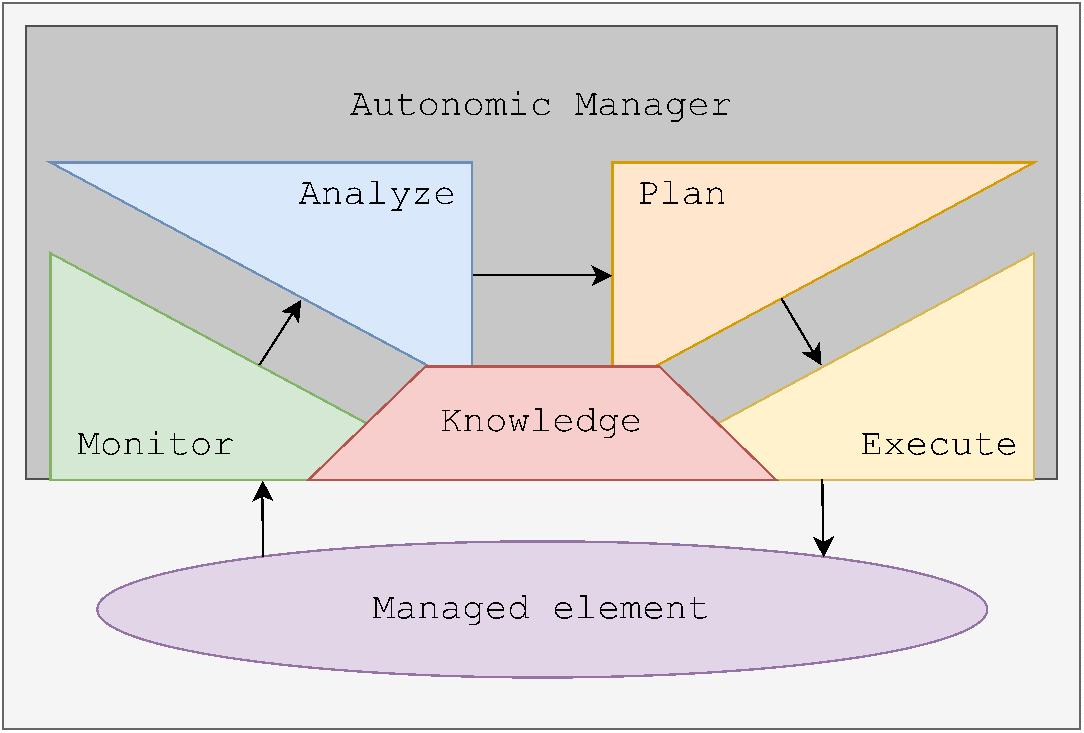 Autonomic Manager
Analyze
Plan
Monitor
Knowledge
Execute
Managed element